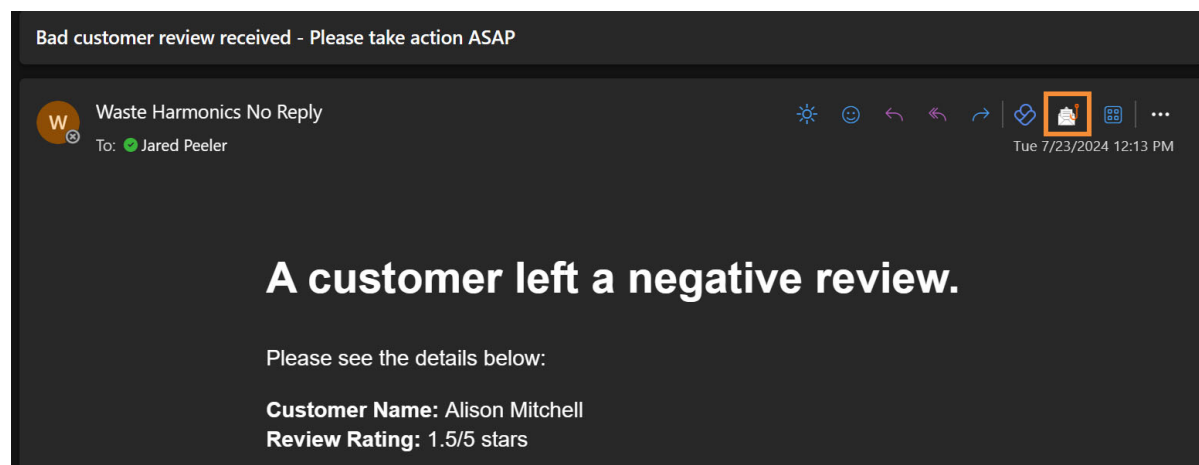 Bad customer review received - Please take action ASAP
W
Waste Harmonics No Reply
To: Jared Peeler
Tue 7/23/2024 12:13 PM
A customer left a negative review.
Please see the details below:
Customer Name: Alison Mitchell
Review Rating: 1.5/5 stars